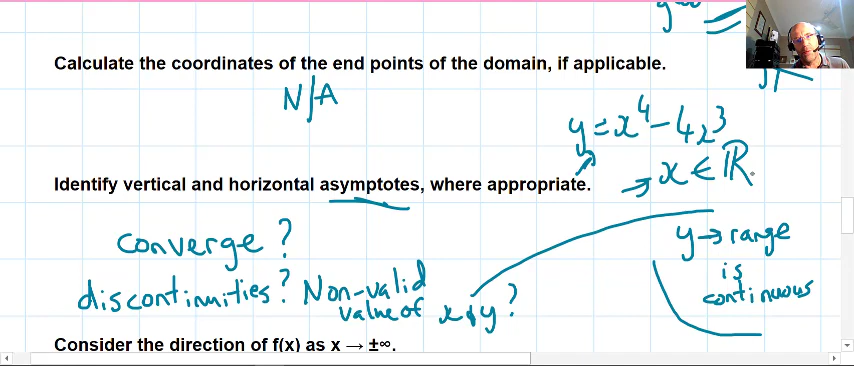 Calculate the coordinates of the end points of the domain, if applicable.
N/A
y = x⁴ - 4x³
Identify vertical and horizontal asymptotes, where appropriate.
→ x ∈ ℝ.
converge?
y → range
is
continuous
discontinuities? Non-valid
value of x & y?
Consider the direction of f(x) as x → ±∞.